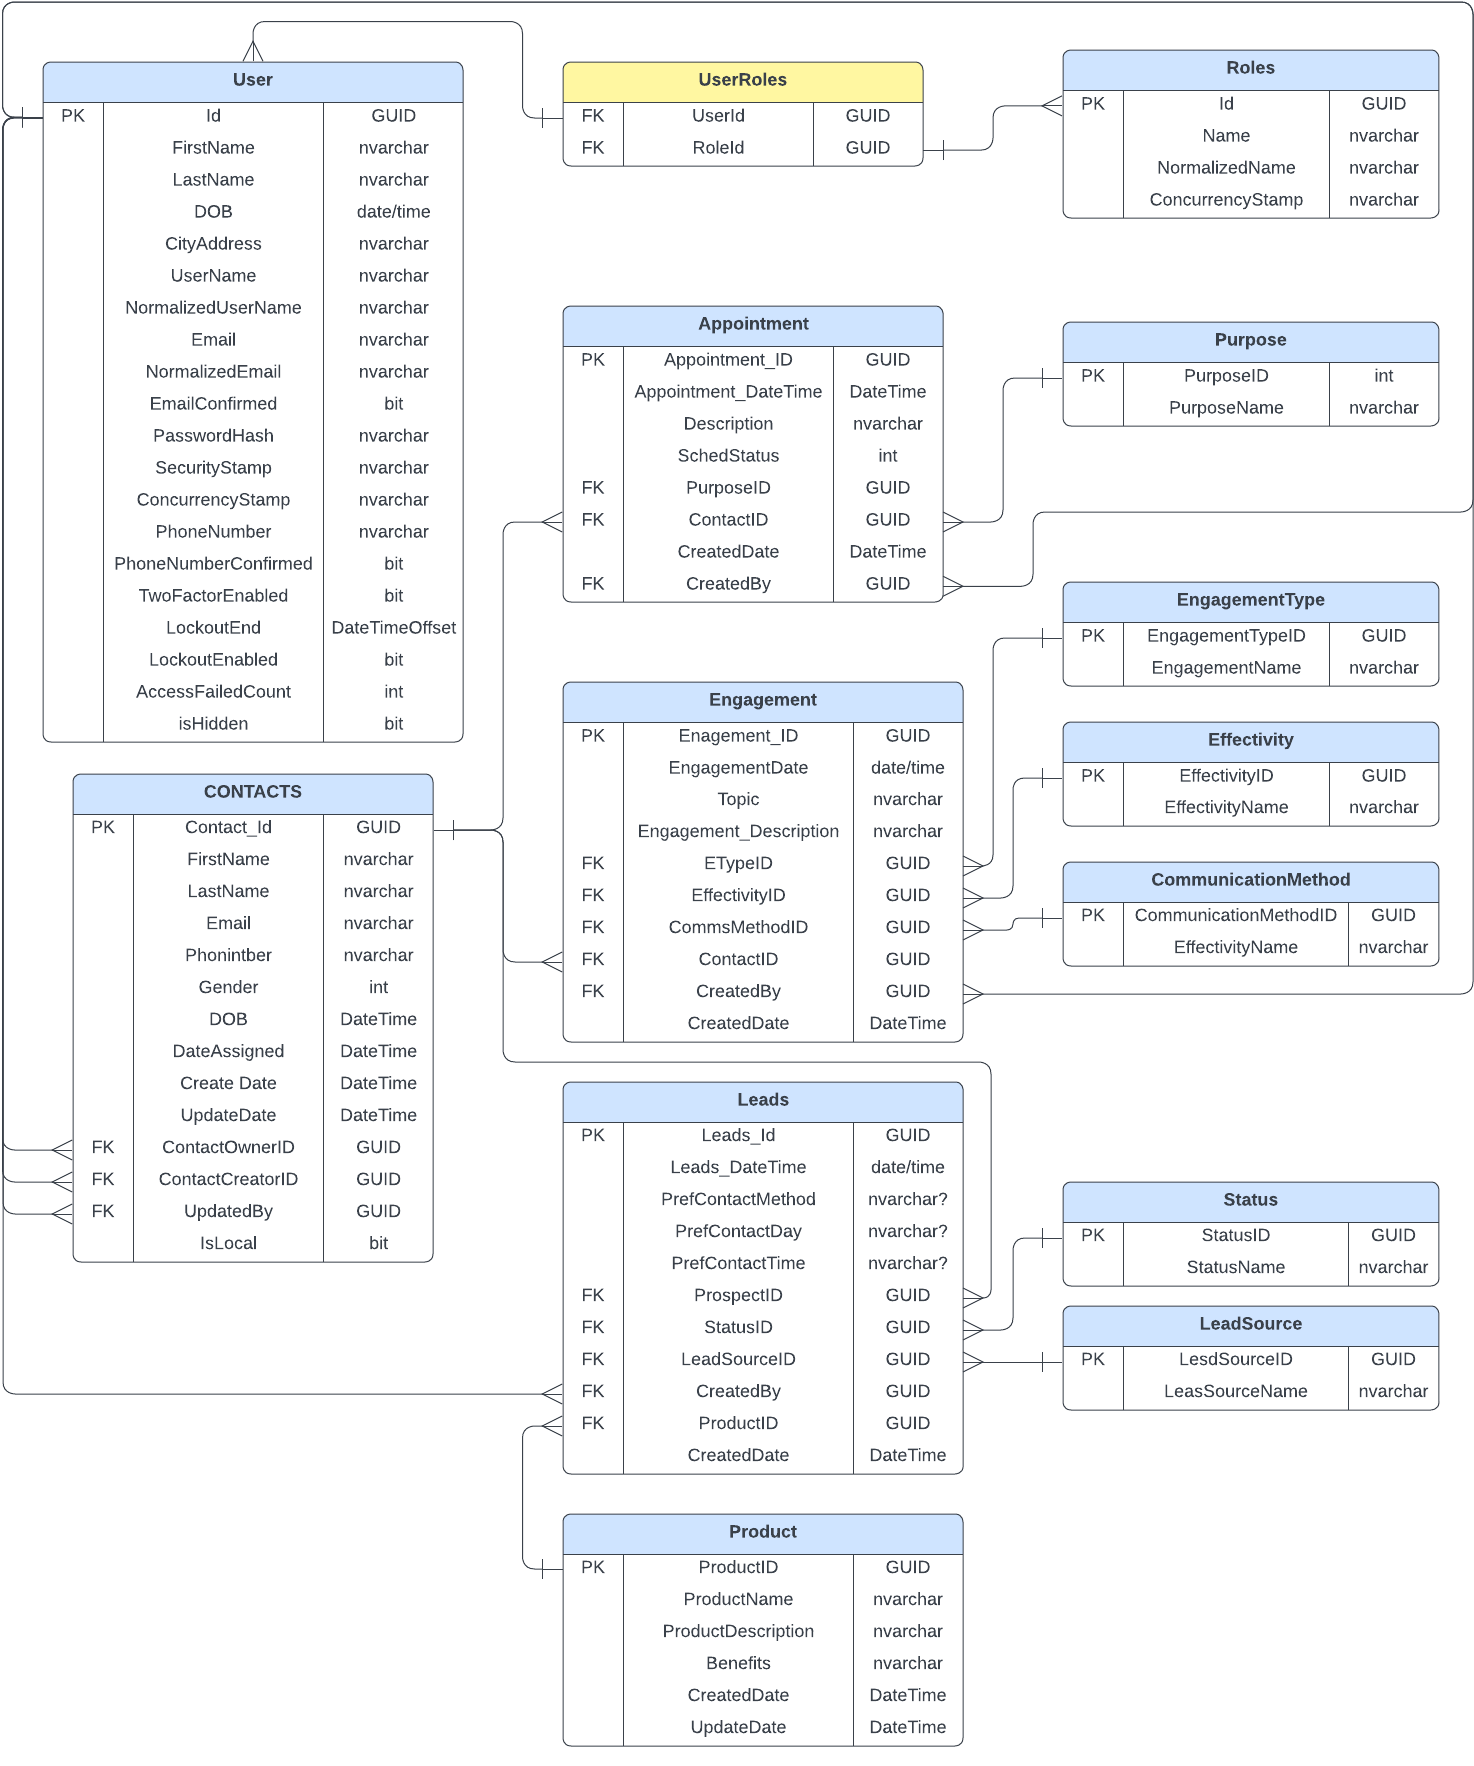 User
PK Id GUID
FirstName nvarchar
LastName nvarchar
DOB date/time
CityAddress nvarchar
UserName nvarchar
NormalizedUserName nvarchar
Email nvarchar
NormalizedEmail nvarchar
EmailConfirmed bit
PasswordHash nvarchar
SecurityStamp nvarchar
ConcurrencyStamp nvarchar
PhoneNumber nvarchar
PhoneNumberConfirmed bit
TwoFactorEnabled bit
LockoutEnd DateTimeOffset
LockoutEnabled bit
AccessFailedCount int
isHidden bit
UserRoles
FK UserId GUID
FK RoleId GUID
Roles
PK Id GUID
Name nvarchar
NormalizedName nvarchar
ConcurrencyStamp nvarchar
Appointment
PK Appointment_ID GUID
Appointment_DateTime DateTime
Description nvarchar
SchedStatus int
FK PurposeID GUID
FK ContactID GUID
CreatedDate DateTime
FK CreatedBy GUID
Purpose
PK PurposeID int
PurposeName nvarchar
EngagementType
PK EngagementTypeID GUID
EngagementName nvarchar
Engagement
PK Enagement_ID GUID
EngagementDate date/time
Topic nvarchar
Engagement_Description nvarchar
FK ETypeID GUID
FK EffectivityID GUID
FK CommsMethodID GUID
FK ContactID GUID
FK CreatedBy GUID
CreatedDate DateTime
Effectivity
PK EffectivityID GUID
EffectivityName nvarchar
CommunicationMethod
PK CommunicationMethodID GUID
EffectivityName nvarchar
CONTACTS
PK Contact_Id GUID
FirstName nvarchar
LastName nvarchar
Email nvarchar
Phonintber nvarchar
Gender int
DOB DateTime
DateAssigned DateTime
Create Date DateTime
UpdateDate DateTime
FK ContactOwnerID GUID
FK ContactCreatorID GUID
FK UpdatedBy GUID
IsLocal bit
Leads
PK Leads_Id GUID
Leads_DateTime date/time
PrefContactMethod nvarchar?
PrefContactDay nvarchar?
PrefContactTime nvarchar?
FK ProspectID GUID
FK StatusID GUID
FK LeadSourceID GUID
FK CreatedBy GUID
FK ProductID GUID
CreatedDate DateTime
Status
PK StatusID GUID
StatusName nvarchar
LeadSource
PK LesdSourceID GUID
LeasSourceName nvarchar
Product
PK ProductID GUID
ProductName nvarchar
ProductDescription nvarchar
Benefits nvarchar
CreatedDate DateTime
UpdateDate DateTime